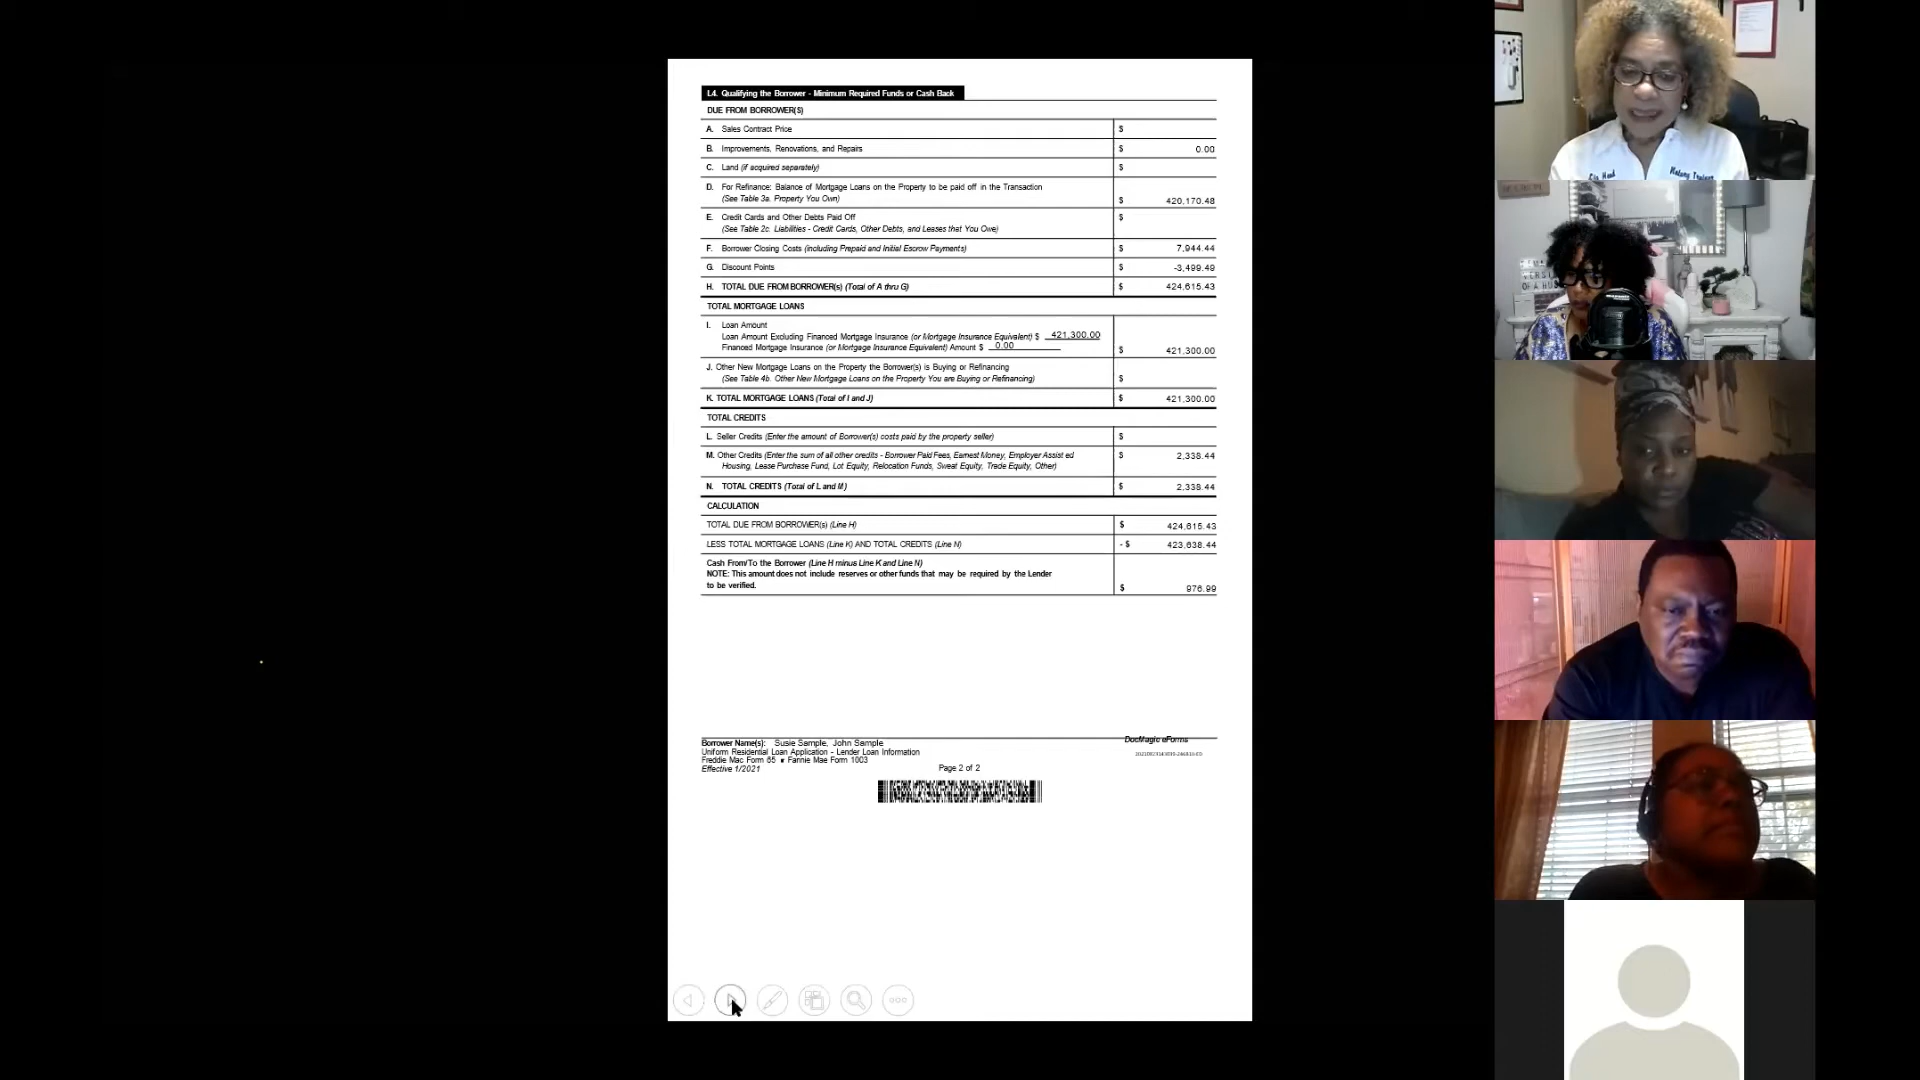 L4. Qualifying the Borrower - Minimum Required Funds or Cash Back
DUE FROM BORROWER(S)
A. Sales Contract Price $
B. Improvements, Renovations, and Repairs $ 0.00
C. Land (if acquired separately) $
D. For Refinance: Balance of Mortgage Loans on the Property to be paid off in the Transaction
(See Table 3a. Property You Own) $ 420,170.48
E. Credit Cards and Other Debts Paid Off $
(See Table 2c. Liabilities - Credit Cards, Other Debts, and Leases that You Owe)
F. Borrower Closing Costs (including Prepaid and Initial Escrow Payments) $ 7,944.44
G. Discount Points $ -3,499.49
H. TOTAL DUE FROM BORROWER(s) (Total of A thru G) $ 424,615.43
TOTAL MORTGAGE LOANS
I. Loan Amount
Loan Amount Excluding Financed Mortgage Insurance (or Mortgage Insurance Equivalent) $ 421,300.00
Financed Mortgage Insurance (or Mortgage Insurance Equivalent) Amount $ 0.00 $ 421,300.00
J. Other New Mortgage Loans on the Property the Borrower(s) is Buying or Refinancing
(See Table 4b. Other New Mortgage Loans on the Property You are Buying or Refinancing) $
K. TOTAL MORTGAGE LOANS (Total of I and J) $ 421,300.00
TOTAL CREDITS
L. Seller Credits (Enter the amount of Borrower(s) costs paid by the property seller) $
M. Other Credits (Enter the sum of all other credits - Borrower Paid Fees, Earnest Money, Employer Assist ed $ 2,338.44
Housing, Lease Purchase Fund, Lot Equity, Relocation Funds, Sweat Equity, Trade Equity, Other)
N. TOTAL CREDITS (Total of L and M) $ 2,338.44
CALCULATION
TOTAL DUE FROM BORROWER(s) (Line H) $ 424,615.43
LESS TOTAL MORTGAGE LOANS (Line K) AND TOTAL CREDITS (Line N) - $ 423,638.44
Cash From/To the Borrower (Line H minus Line K and Line N)
NOTE: This amount does not include reserves or other funds that may be required by the Lender
to be verified. $ 976.99
Borrower Name(s): Susie Sample, John Sample DocMagic eForms
Uniform Residential Loan Application - Lender Loan Information
Freddie Mac Form 65 Fannie Mae Form 1003
Effective 1/2021 Page 2 of 2